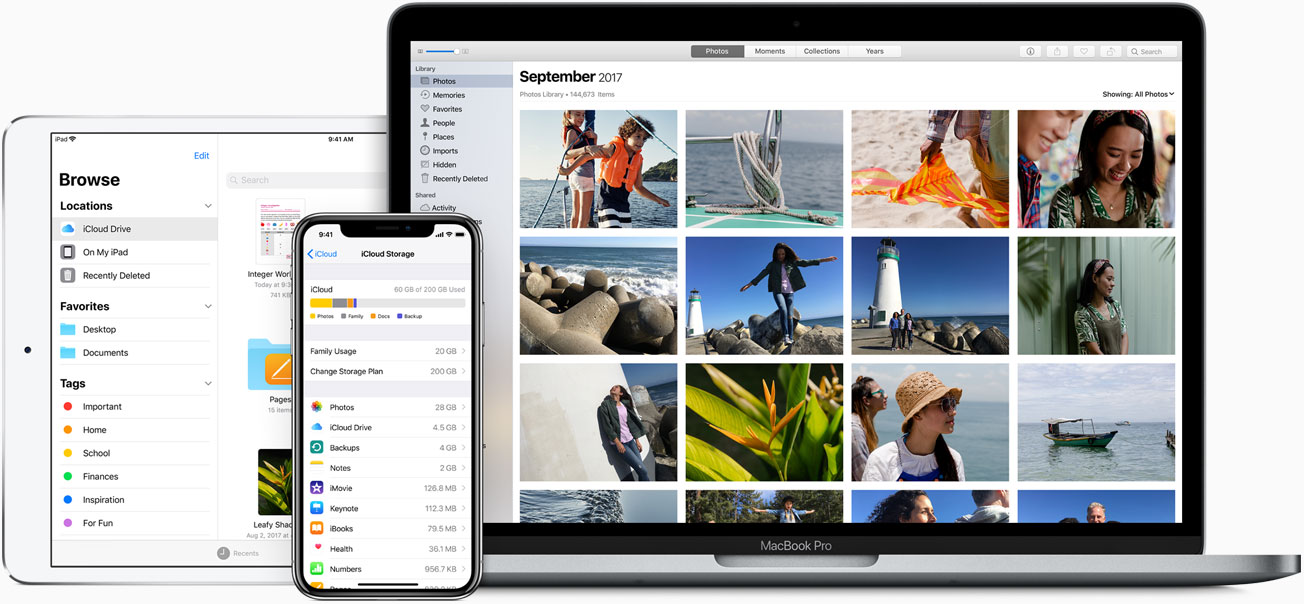 iPad
9:41 AM
Edit
Browse
Search
Locations
iCloud Drive
On My iPad
Recently Deleted
Favorites
Desktop
Documents
Tags
Important
Home
School
Finances
Inspiration
For Fun
Integer Worl
Today at 9:3
741 KB
Pages
15 items
Leafy Shad
Aug 2, 2017
Recents
9:41
iCloud
iCloud Storage
iCloud 60 GB of 200 GB Used
Photos Family Docs Backup
Family Usage 20 GB
Change Storage Plan 200 GB
Photos 28 GB
iCloud Drive 4.5 GB
Backups 4 GB
Notes 2 GB
iMovie 126.8 MB
Keynote 112.3 MB
iBooks 79.5 MB
Health 36.1 MB
Numbers 956.7 KB
Photos Moments Collections Years
Search
Library
Photos
Memories
Favorites
People
Places
Imports
Hidden
Recently Deleted
Shared
Activity
September 2017
Photos Library • 144,673 Items
Showing: All Photos
MacBook Pro